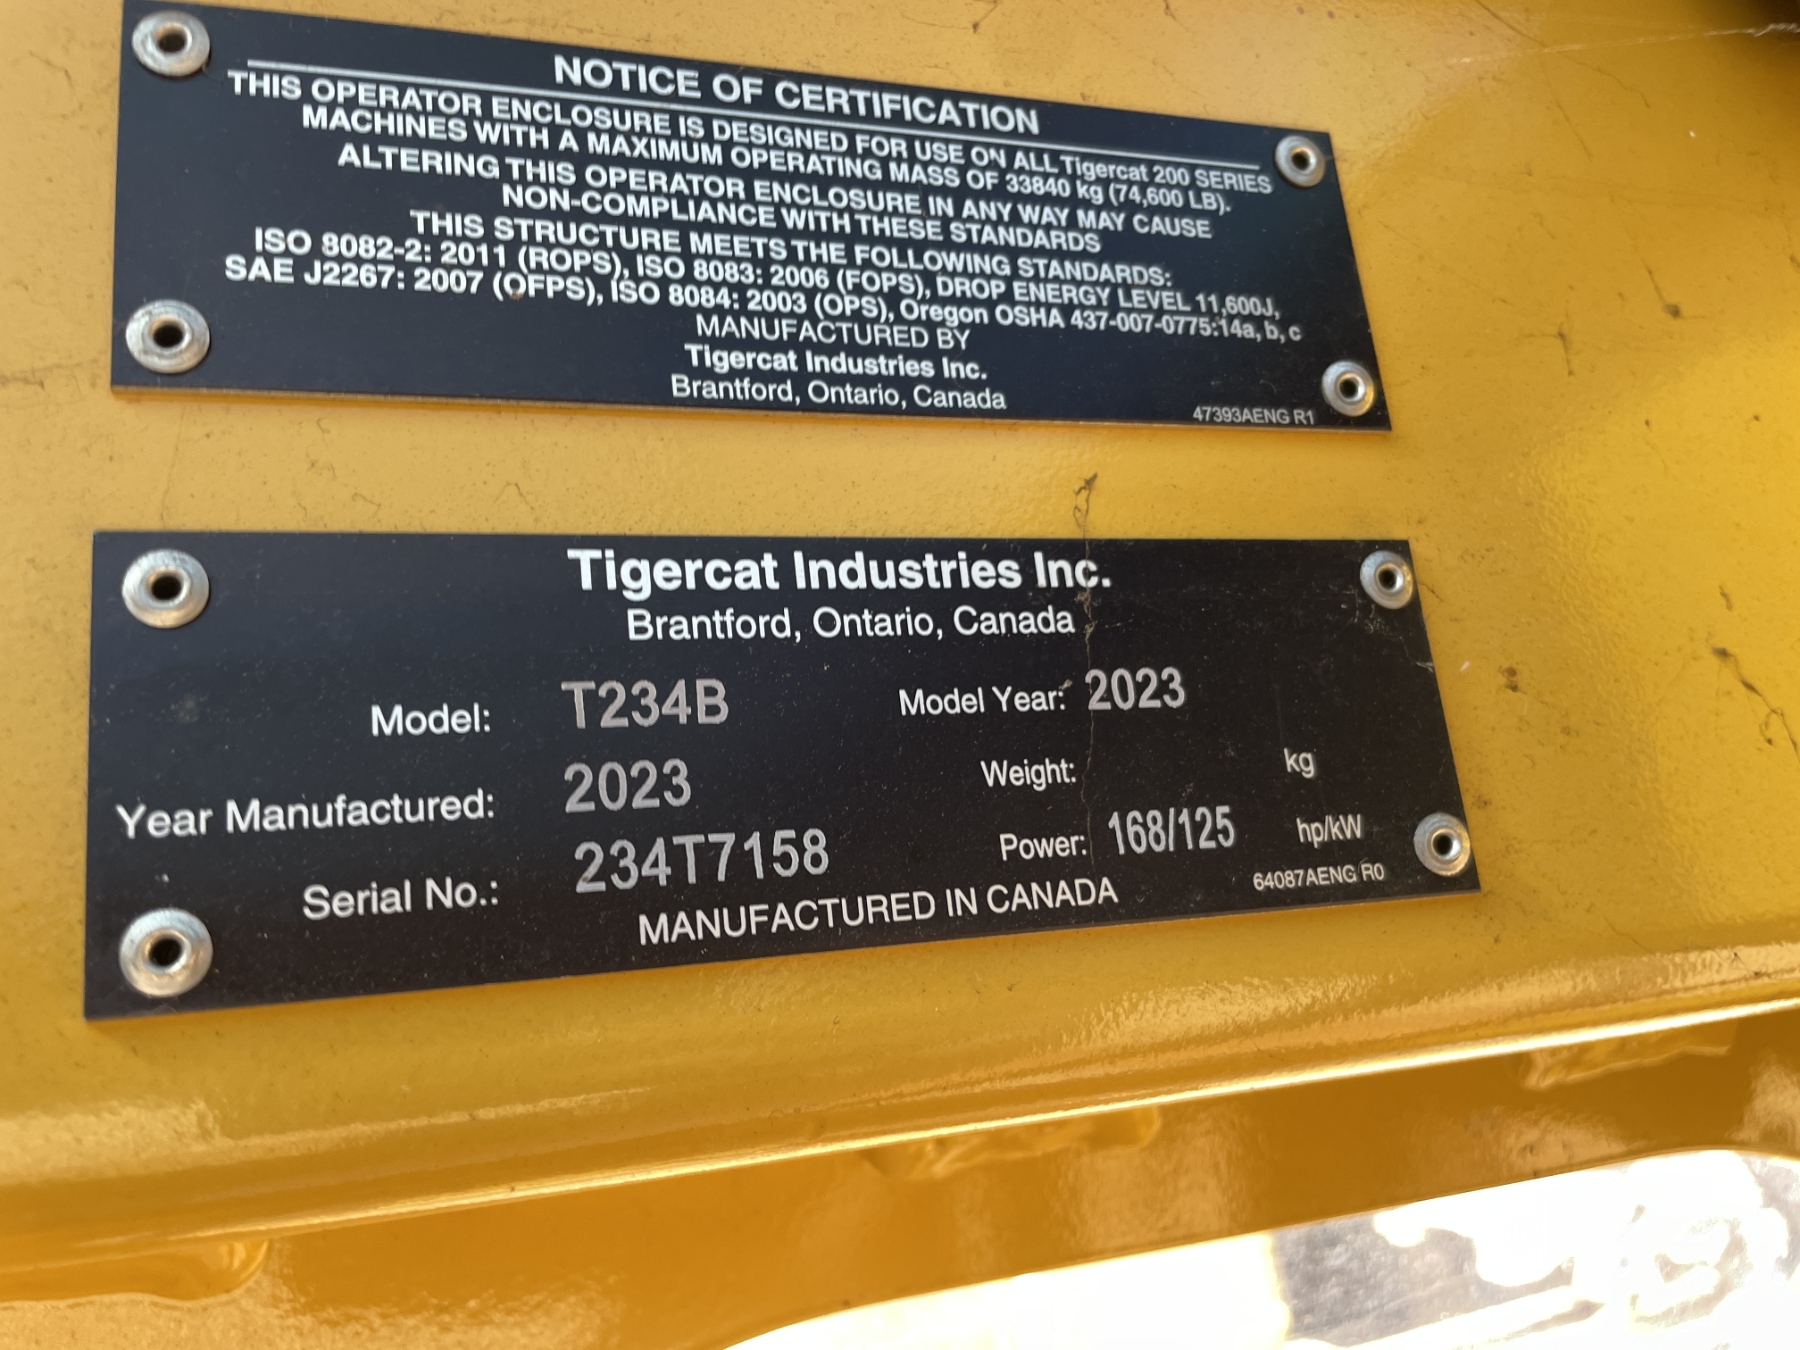 NOTICE OF CERTIFICATION
THIS OPERATOR ENCLOSURE IS DESIGNED FOR USE ON ALL Tigercat 200 SERIES
MACHINES WITH A MAXIMUM OPERATING MASS OF 33840 kg (74,600 LB).
ALTERING THIS OPERATOR ENCLOSURE IN ANY WAY MAY CAUSE
NON-COMPLIANCE WITH THESE STANDARDS
THIS STRUCTURE MEETS THE FOLLOWING STANDARDS:
ISO 8082-2: 2011 (ROPS), ISO 8083: 2006 (FOPS), DROP ENERGY LEVEL 11,600J,
SAE J2267: 2007 (OFPS), ISO 8084: 2003 (OPS), Oregon OSHA 437-007-0775:14a, b, c
MANUFACTURED BY
Tigercat Industries Inc.
Brantford, Ontario, Canada
47393AENG R1
Tigercat Industries Inc.
Brantford, Ontario, Canada
Model: T234B Model Year: 2023
Year Manufactured: 2023 Weight: kg
Serial No.: 234T7158 Power: 168/125 hp/kW
MANUFACTURED IN CANADA 64087AENG R0